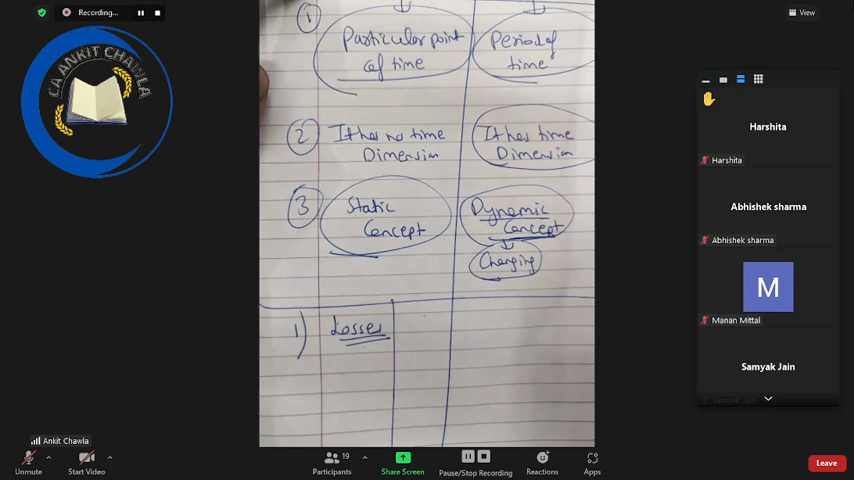 Recording...
View
CA ANKIT CHAWLA
1
Particular point
of time
Period of
time
2
It has no time
Dimension
It has time
Dimension
3
Static
Concept
Dynamic
Concept
Changing
1) Losses
Harshita
Harshita
Abhishek sharma
Abhishek sharma
M
Manan Mittal
Samyak Jain
Samyak Jain
Ankit Chawla
Unmute
Start Video
19
Participants
Share Screen
Pause/Stop Recording
Reactions
Apps
Leave